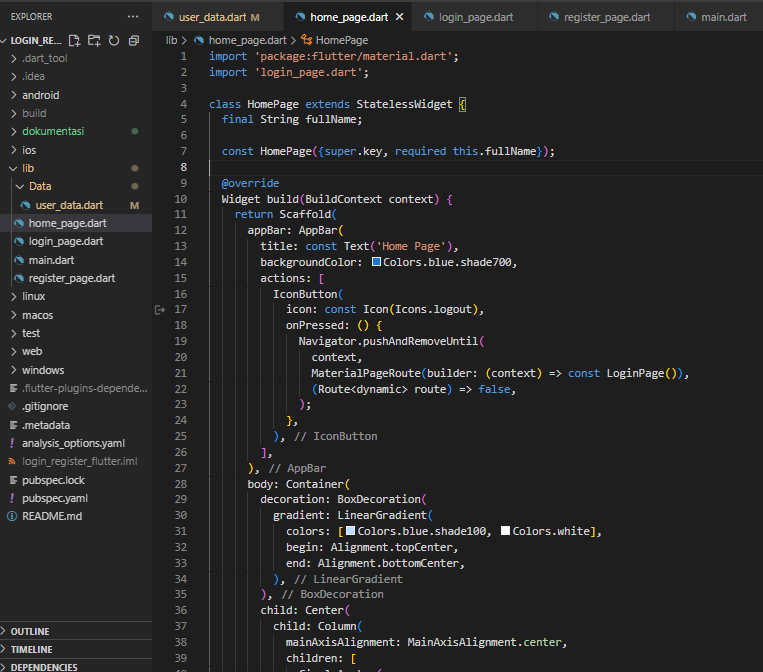 EXPLORER
LOGIN_RE...
.dart_tool
.idea
android
build
dokumentasi
ios
lib
Data
user_data.dart M
home_page.dart
login_page.dart
main.dart
register_page.dart
linux
macos
test
web
windows
.flutter-plugins-depende...
.gitignore
.metadata
analysis_options.yaml
login_register_flutter.iml
pubspec.lock
pubspec.yaml
README.md
OUTLINE
TIMELINE
DEPENDENCIES
user_data.dart M home_page.dart login_page.dart register_page.dart main.dart
lib > home_page.dart > HomePage
1 import 'package:flutter/material.dart';
2 import 'login_page.dart';
3
4 class HomePage extends StatelessWidget {
5 final String fullName;
6
7 const HomePage({super.key, required this.fullName});
8
9 @override
10 Widget build(BuildContext context) {
11 return Scaffold(
12 appBar: AppBar(
13 title: const Text('Home Page'),
14 backgroundColor: Colors.blue.shade700,
15 actions: [
16 IconButton(
17 icon: const Icon(Icons.logout),
18 onPressed: () {
19 Navigator.pushAndRemoveUntil(
20 context,
21 MaterialPageRoute(builder: (context) => const LoginPage()),
22 (Route<dynamic> route) => false,
23 );
24 },
25 ), // IconButton
26 ],
27 ), // AppBar
28 body: Container(
29 decoration: BoxDecoration(
30 gradient: LinearGradient(
31 colors: [Colors.blue.shade100, Colors.white],
32 begin: Alignment.topCenter,
33 end: Alignment.bottomCenter,
34 ), // LinearGradient
35 ), // BoxDecoration
36 child: Center(
37 child: Column(
38 mainAxisAlignment: MainAxisAlignment.center,
39 children: [